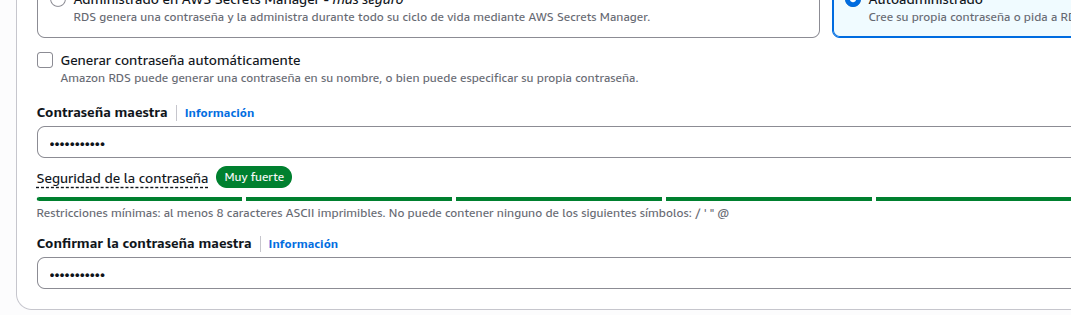 Administrado en AWS Secrets Manager - más seguro
RDS genera una contraseña y la administra durante todo su ciclo de vida mediante AWS Secrets Manager.
Autoadministrado
Cree su propia contraseña o pida a RD
Generar contraseña automáticamente
Amazon RDS puede generar una contraseña en su nombre, o bien puede especificar su propia contraseña.
Contraseña maestra Información
•••••••••••
Seguridad de la contraseña Muy fuerte
Restricciones mínimas: al menos 8 caracteres ASCII imprimibles. No puede contener ninguno de los siguientes símbolos: / ' " @
Confirmar la contraseña maestra Información
•••••••••••